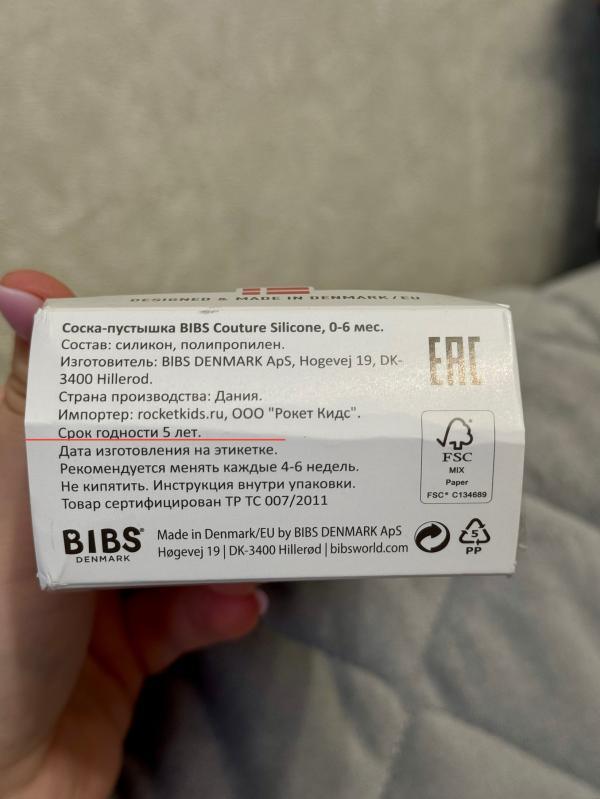 DESIGNED & MADE IN DENMARK/EU
Соска-пустышка BIBS Couture Silicone, 0-6 мес.
Состав: силикон, полипропилен.
Изготовитель: BIBS DENMARK ApS, Hogevej 19, DK-
3400 Hillerod.
Страна производства: Дания.
Импортер: rocketkids.ru, ООО "Рокет Кидс".
Срок годности 5 лет.
Дата изготовления на этикетке.
Рекомендуется менять каждые 4-6 недель.
Не кипятить. Инструкция внутри упаковки.
Товар сертифицирован ТР ТС 007/2011
EAC
FSC
MIX
Paper
FSC® C134689
BIBS®
DENMARK
Made in Denmark/EU by BIBS DENMARK ApS
Høgevej 19 | DK-3400 Hillerød | bibsworld.com
5
PP